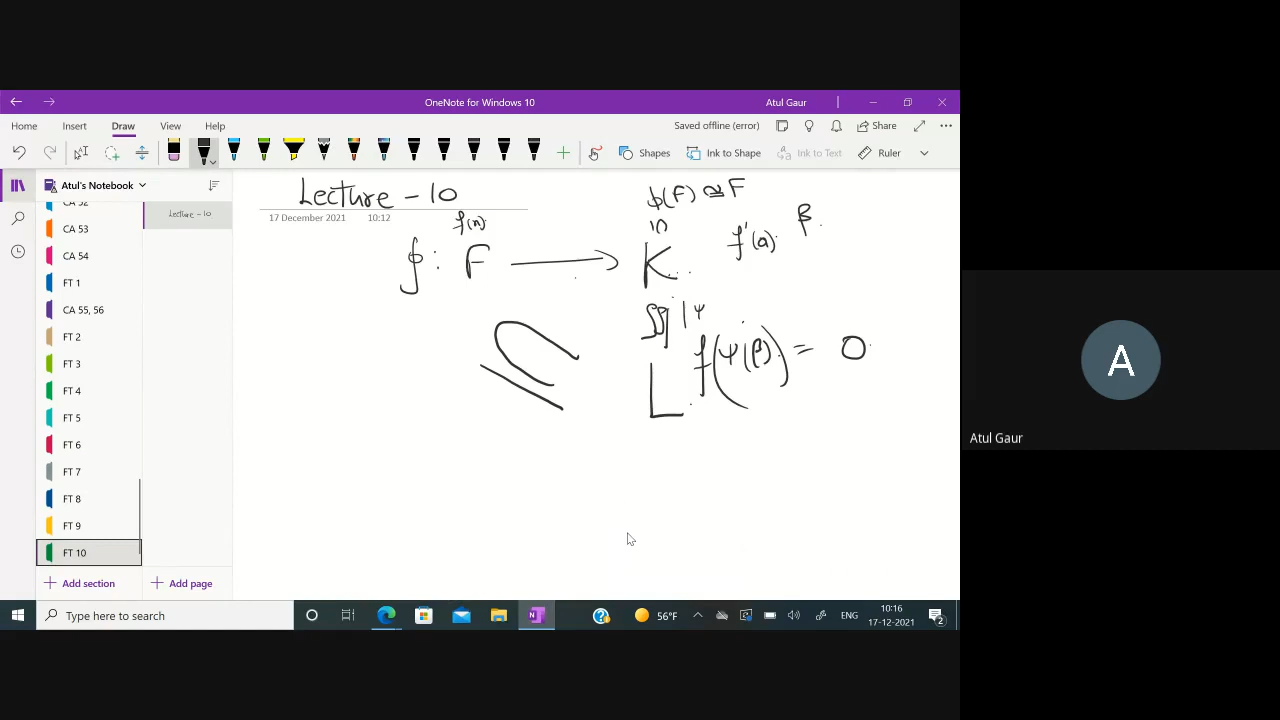 OneNote for Windows 10
Atul Gaur
Home Insert Draw View Help
Saved offline (error)
Share
Shapes
Ink to Shape
Ink to Text
Ruler
Atul's Notebook
CA 52
CA 53
CA 54
FT 1
CA 55, 56
FT 2
FT 3
FT 4
FT 5
FT 6
FT 7
FT 8
FT 9
FT 10
Add section
Add page
Lecture - 10
Lecture - 10
17 December 2021 10:12
f(x)
ϕ(F) ≅ F
ϕ : F ⟶ K
f'(a)
β
ψ
f(ψ(β)) = 0
L
A
Atul Gaur
Type here to search
56°F
ENG
10:16
17-12-2021
2